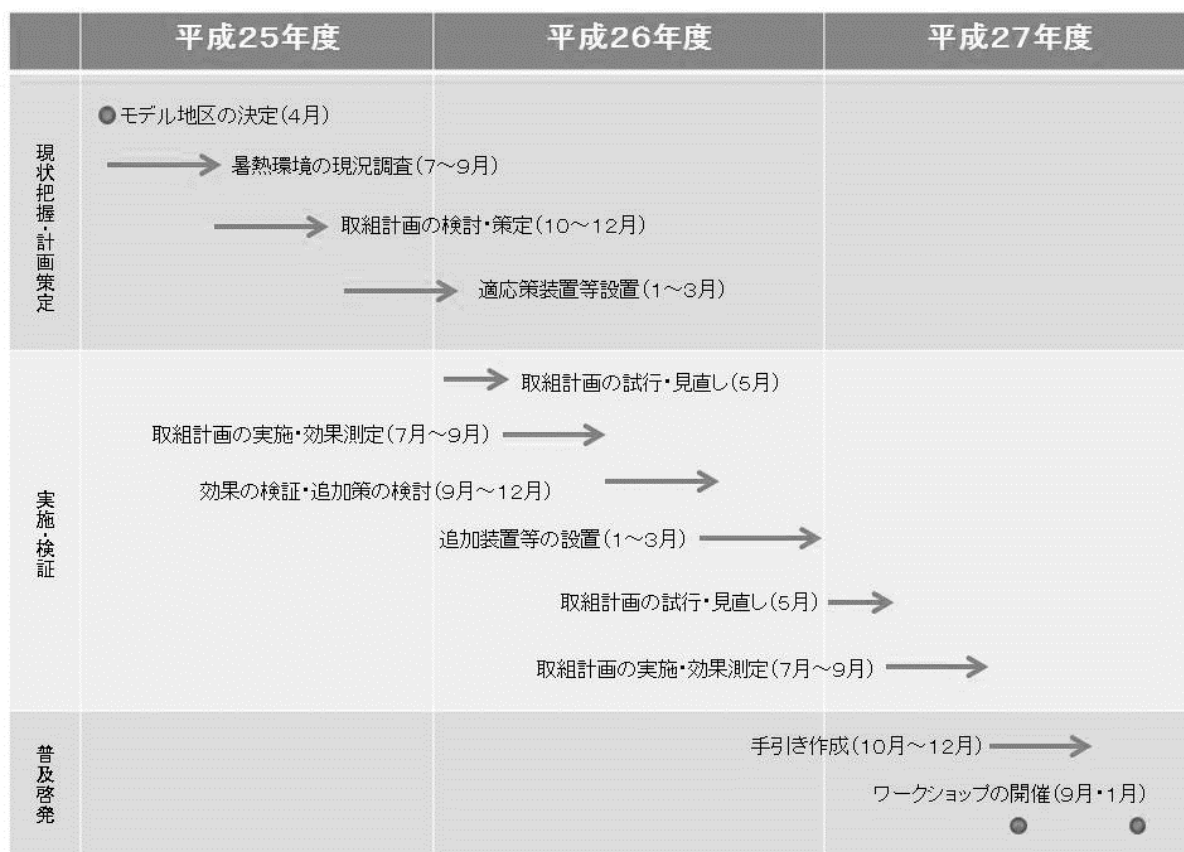 平成25年度
平成26年度
平成27年度
現状把握・計画策定
モデル地区の決定(4月)
暑熱環境の現況調査(7～9月)
取組計画の検討・策定(10～12月)
適応策装置等設置(1～3月)
実施・検証
取組計画の試行・見直し(5月)
取組計画の実施・効果測定(7月～9月)
効果の検証・追加策の検討(9月～12月)
追加装置等の設置(1～3月)
取組計画の試行・見直し(5月)
取組計画の実施・効果測定(7月～9月)
普及啓発
手引き作成(10月～12月)
ワークショップの開催(9月・1月)